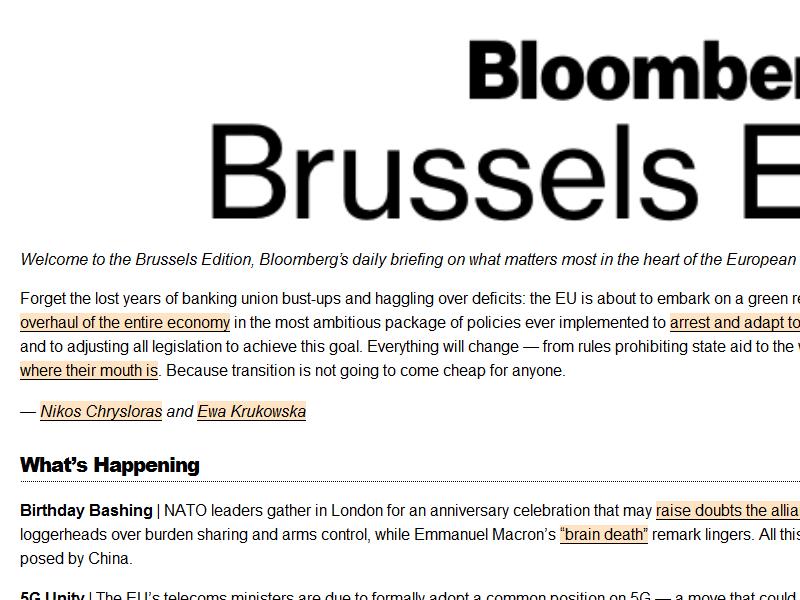 Bloomber
Brussels E
Welcome to the Brussels Edition, Bloomberg's daily briefing on what matters most in the heart of the European
Forget the lost years of banking union bust-ups and haggling over deficits: the EU is about to embark on a green re
overhaul of the entire economy in the most ambitious package of policies ever implemented to arrest and adapt to
and to adjusting all legislation to achieve this goal. Everything will change — from rules prohibiting state aid to the
where their mouth is. Because transition is not going to come cheap for anyone.
— Nikos Chrysloras and Ewa Krukowska
What's Happening
Birthday Bashing | NATO leaders gather in London for an anniversary celebration that may raise doubts the allia
loggerheads over burden sharing and arms control, while Emmanuel Macron's “brain death” remark lingers. All this
posed by China.
5G Unity | The EU's telecoms ministers are due to formally adopt a common position on 5G — a move that could